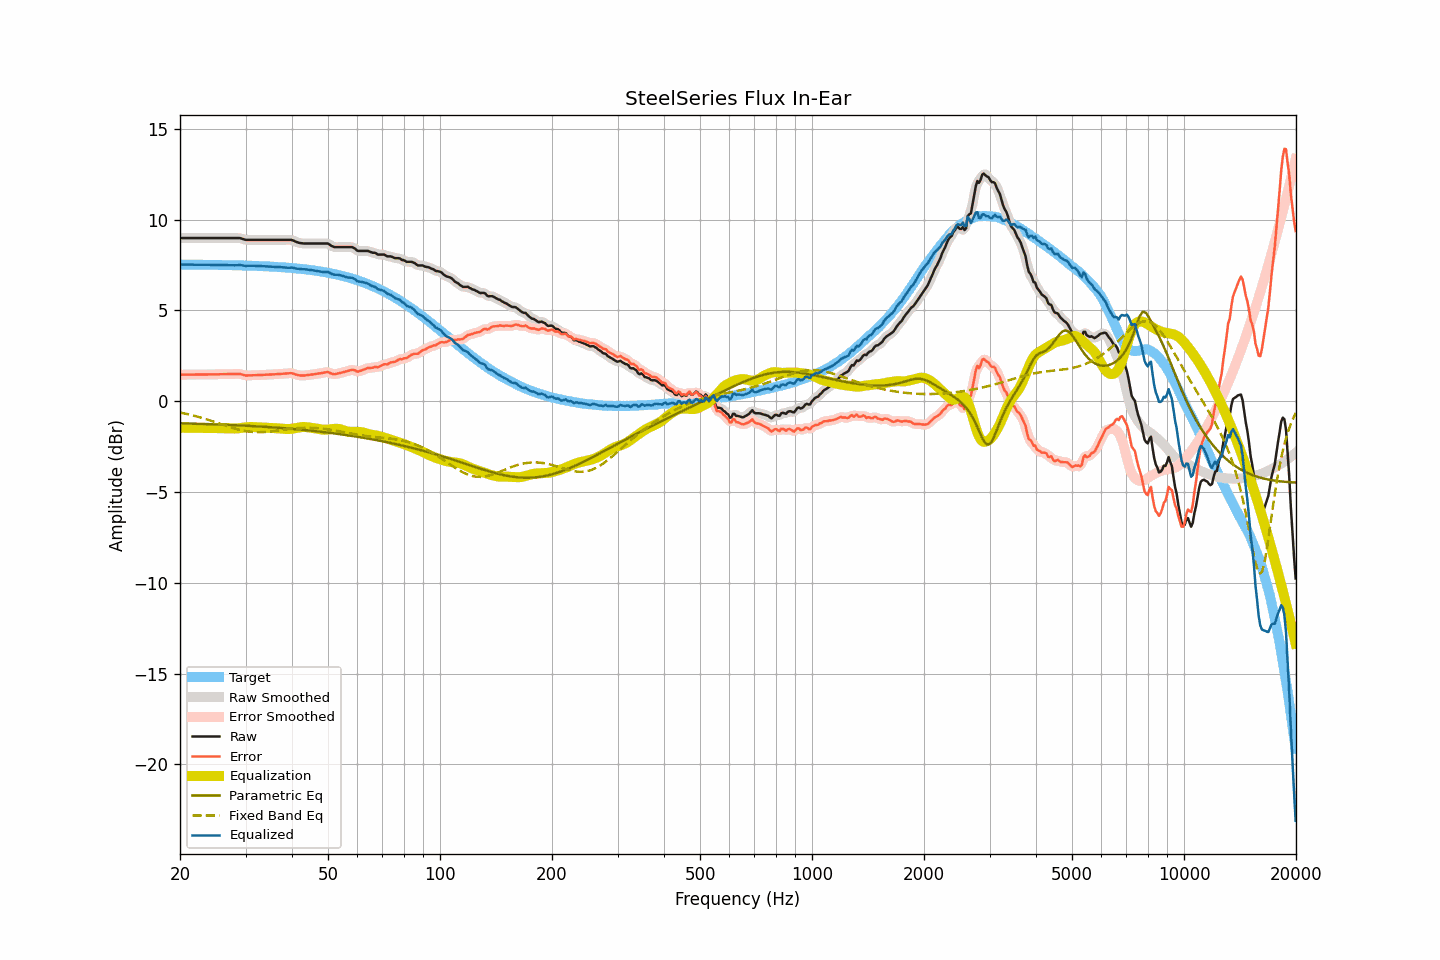 SteelSeries Flux In-Ear
15
10
5
0
−5
−10
−15
−20
Amplitude (dBr)
Target
Raw Smoothed
Error Smoothed
Raw
Error
Equalization
Parametric Eq
Fixed Band Eq
Equalized
20 50 100 200 500 1000 2000 5000 10000 20000
Frequency (Hz)